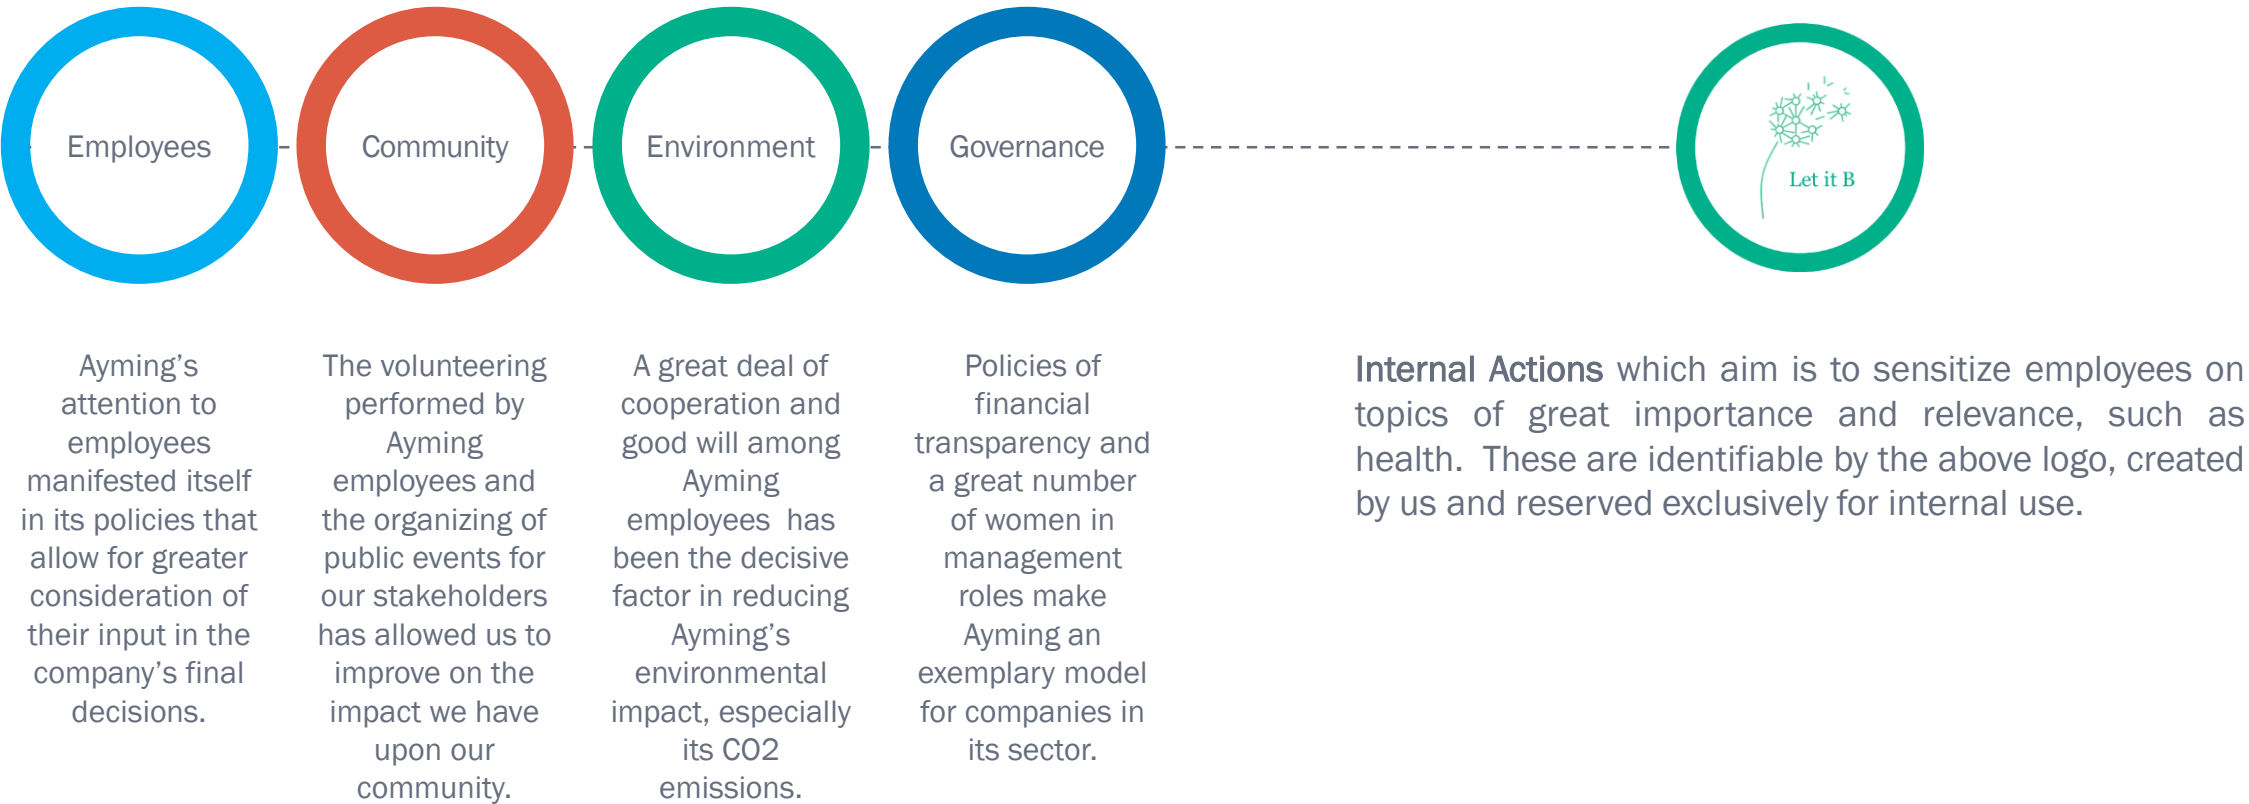 Employees
Community
Environment
Governance
Let it B
Ayming’s
attention to
employees
manifested itself
in its policies that
allow for greater
consideration of
their input in the
company’s final
decisions.
The volunteering
performed by
Ayming
employees and
the organizing of
public events for
our stakeholders
has allowed us to
improve on the
impact we have
upon our
community.
A great deal of
cooperation and
good will among
Ayming
employees  has
been the decisive
factor in reducing
Ayming’s
environmental
impact, especially
its CO2
emissions.
Policies of
financial
transparency and
a great number
of women in
management
roles make
Ayming an
exemplary model
for companies in
its sector.
Internal Actions which aim is to sensitize employees on
topics of great importance and relevance, such as
health.  These are identifiable by the above logo, created
by us and reserved exclusively for internal use.